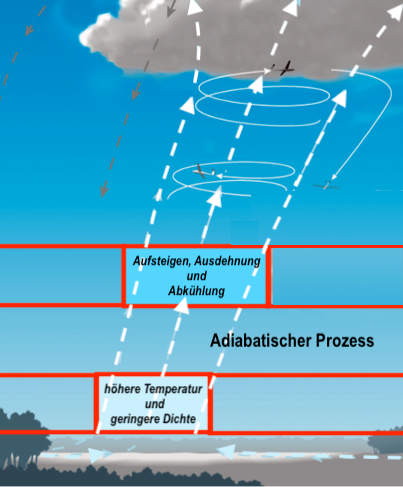 Aufsteigen, Ausdehnung
und
Abkühlung
Adiabatischer Prozess
höhere Temperatur
und
geringere Dichte